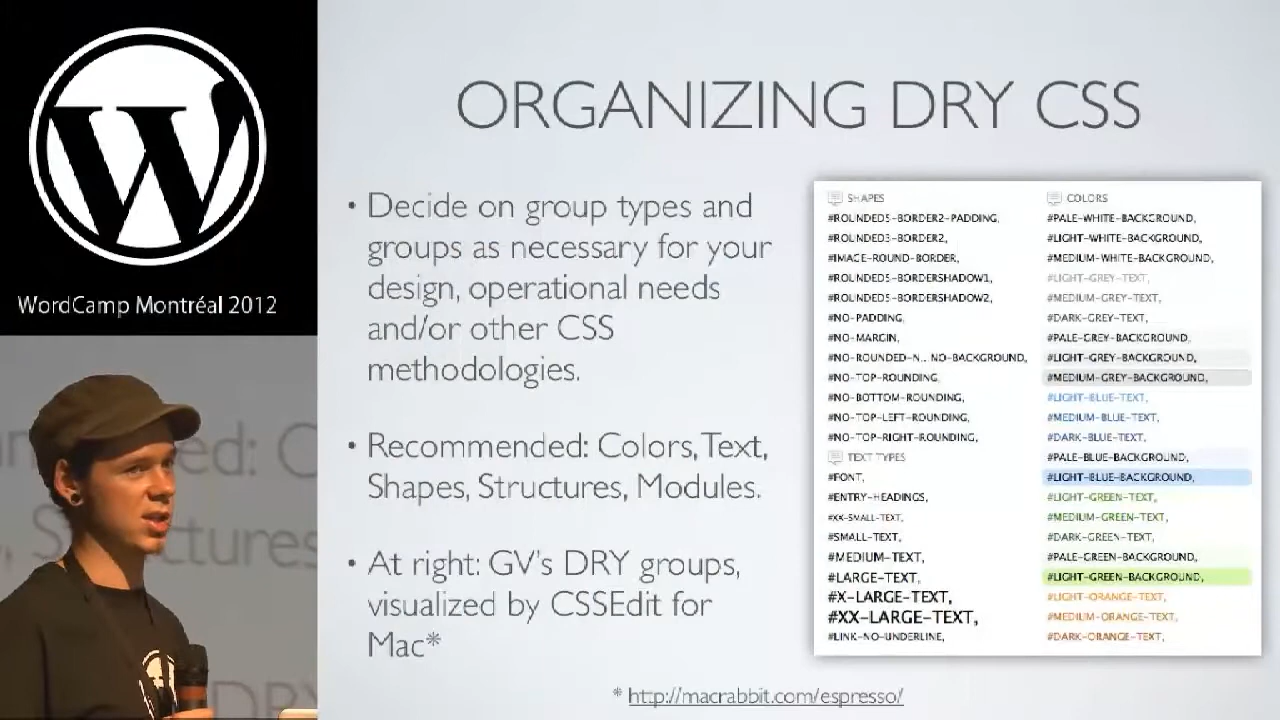 WordCamp Montréal 2012
ORGANIZING DRY CSS
• Decide on group types and
groups as necessary for your
design, operational needs
and/or other CSS
methodologies.
• Recommended: Colors, Text,
Shapes, Structures, Modules.
• At right: GV's DRY groups,
visualized by CSSEdit for
Mac*
SHAPES
#ROUNDED5-BORDER2-PADDING,
#ROUNDED3-BORDER2,
#IMAGE-ROUND-BORDER,
#ROUNDED5-BORDERSHADOW1,
#ROUNDED5-BORDERSHADOW2,
#NO-PADDING,
#NO-MARGIN,
#NO-ROUNDED-N... NO-BACKGROUND,
#NO-TOP-ROUNDING,
#NO-BOTTOM-ROUNDING,
#NO-TOP-LEFT-ROUNDING,
#NO-TOP-RIGHT-ROUNDING,
TEXT TYPES
#FONT,
#ENTRY-HEADINGS,
#XX-SMALL-TEXT,
#SMALL-TEXT,
#MEDIUM-TEXT,
#LARGE-TEXT,
#X-LARGE-TEXT,
#XX-LARGE-TEXT,
#LINK-NO-UNDERLINE,
COLORS
#PALE-WHITE-BACKGROUND,
#LIGHT-WHITE-BACKGROUND,
#MEDIUM-WHITE-BACKGROUND,
#LIGHT-GREY-TEXT,
#MEDIUM-GREY-TEXT,
#DARK-GREY-TEXT,
#PALE-GREY-BACKGROUND,
#LIGHT-GREY-BACKGROUND,
#MEDIUM-GREY-BACKGROUND,
#LIGHT-BLUE-TEXT,
#MEDIUM-BLUE-TEXT,
#DARK-BLUE-TEXT,
#PALE-BLUE-BACKGROUND,
#LIGHT-BLUE-BACKGROUND,
#LIGHT-GREEN-TEXT,
#MEDIUM-GREEN-TEXT,
#DARK-GREEN-TEXT,
#PALE-GREEN-BACKGROUND,
#LIGHT-GREEN-BACKGROUND,
#LIGHT-ORANGE-TEXT,
#MEDIUM-ORANGE-TEXT,
#DARK-ORANGE-TEXT,
* http://macrabbit.com/espresso/